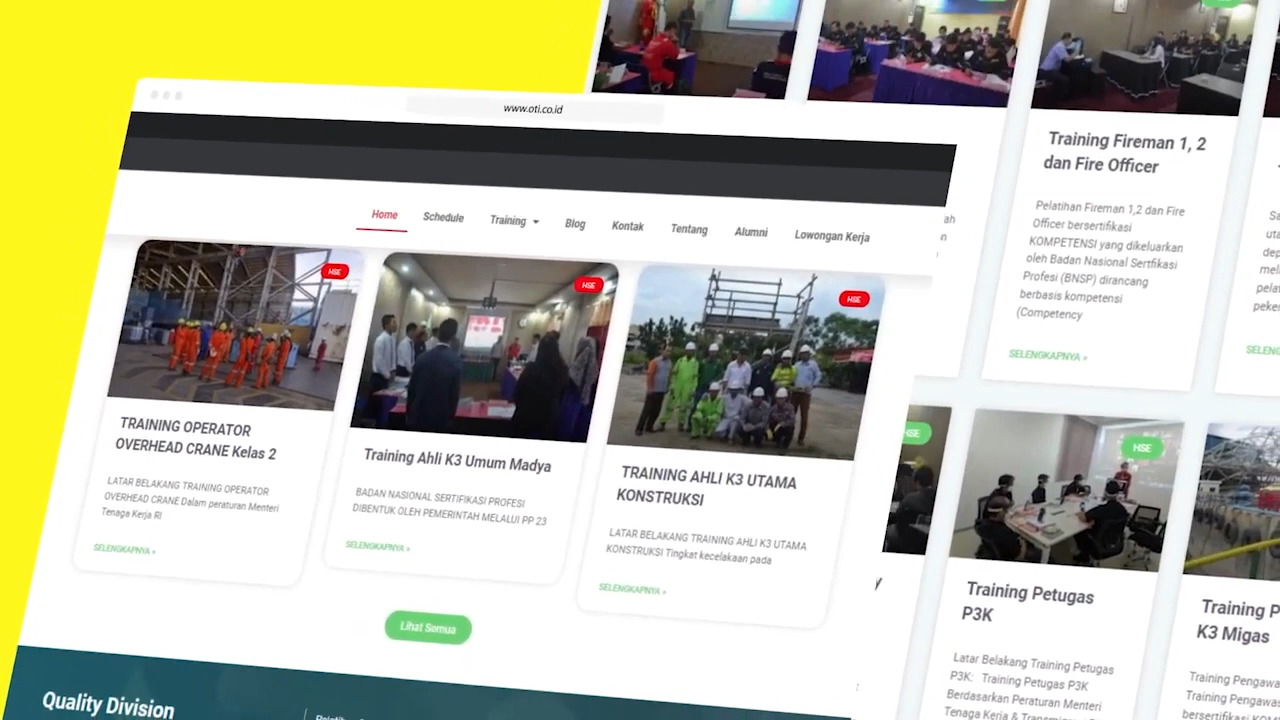 www.oti.co.id
Home
Schedule
Training
Blog
Kontak
Tentang
Alumni
Lowongan Kerja
HSE
TRAINING OPERATOR
OVERHEAD CRANE Kelas 2
LATAR BELAKANG TRAINING OPERATOR
OVERHEAD CRANE Dalam peraturan Menteri
Tenaga Kerja RI
SELENGKAPNYA »
HSE
Training Ahli K3 Umum Madya
BADAN NASIONAL SERTIFIKASI PROFESI
DIBENTUK OLEH PEMERINTAH MELALUI PP 23
SELENGKAPNYA »
HSE
TRAINING AHLI K3 UTAMA
KONSTRUKSI
LATAR BELAKANG TRAINING AHLI K3 UTAMA
KONSTRUKSI Tingkat kecelakaan pada
SELENGKAPNYA »
Lihat Semua
Quality Division
Training Fireman 1, 2
dan Fire Officer
Pelatihan Fireman 1,2 dan Fire
Officer bersertifikasi
KOMPETENSI yang dikeluarkan
oleh Badan Nasional Sertfikasi
Profesi (BNSP) dirancang
berbasis kompetensi
(Competency
SELENGKAPNYA »
HSE
HSE
Training Petugas
P3K
Latar Belakang Training Petugas
P3K: Training Petugas P3K
Berdasarkan Peraturan Menteri
Tenaga Kerja &
Training P
K3 Migas
Training Pengawa
Training Pengawas
bersertifikasi